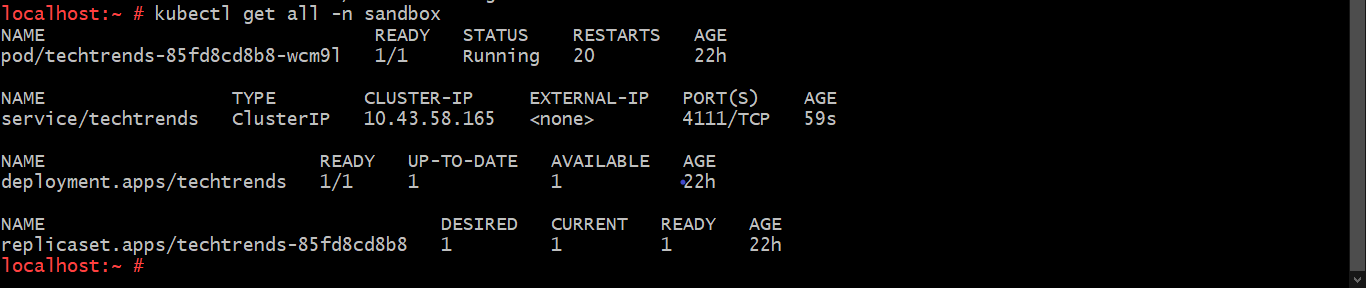 localhost:~ # kubectl get all -n sandbox
NAME READY STATUS RESTARTS AGE
pod/techtrends-85fd8cd8b8-wcm9l 1/1 Running 20 22h
NAME TYPE CLUSTER-IP EXTERNAL-IP PORT(S) AGE
service/techtrends ClusterIP 10.43.58.165 <none> 4111/TCP 59s
NAME READY UP-TO-DATE AVAILABLE AGE
deployment.apps/techtrends 1/1 1 1 22h
NAME DESIRED CURRENT READY AGE
replicaset.apps/techtrends-85fd8cd8b8 1 1 1 22h
localhost:~ #